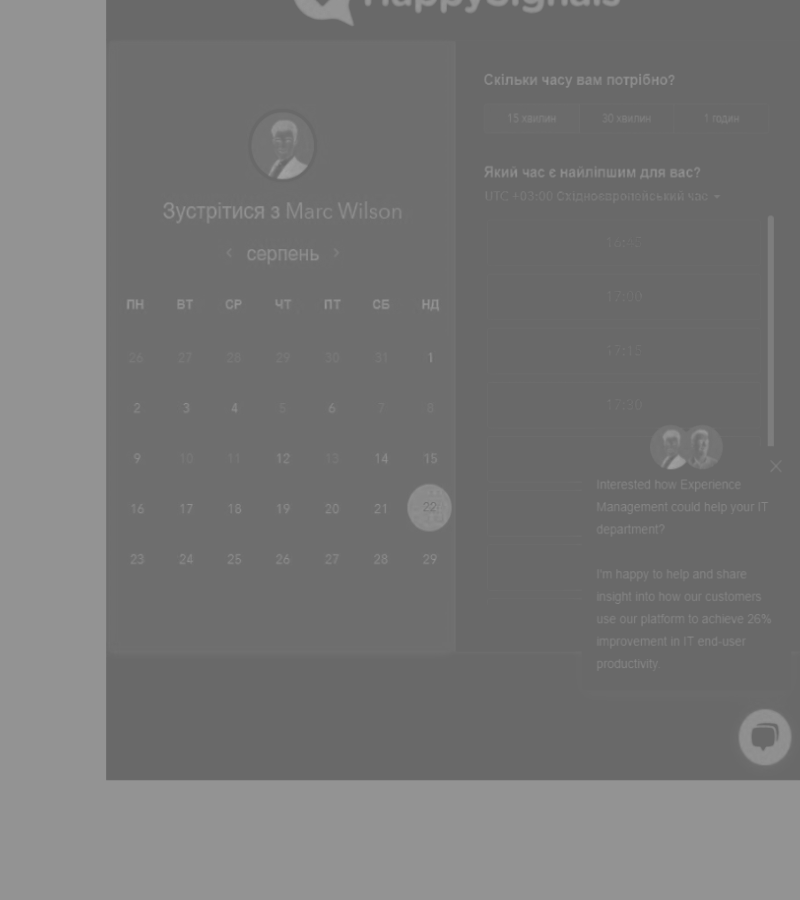 HappySignals
Зустрітися з Marc Wilson
серпень
ПН ВТ СР ЧТ ПТ СБ НД
26 27 28 29 30 31 1
2 3 4 5 6 7 8
9 10 11 12 13 14 15
16 17 18 19 20 21 22
23 24 25 26 27 28 29
Скільки часу вам потрібно?
15 хвилин 30 хвилин 1 годин
Який час є найліпшим для вас?
UTC +03:00 Східноєвропейський час
16:45
17:00
17:15
17:30
Interested how Experience
Management could help your IT
department?
I'm happy to help and share
insight into how our customers
use our platform to achieve 26%
improvement in IT end-user
productivity.